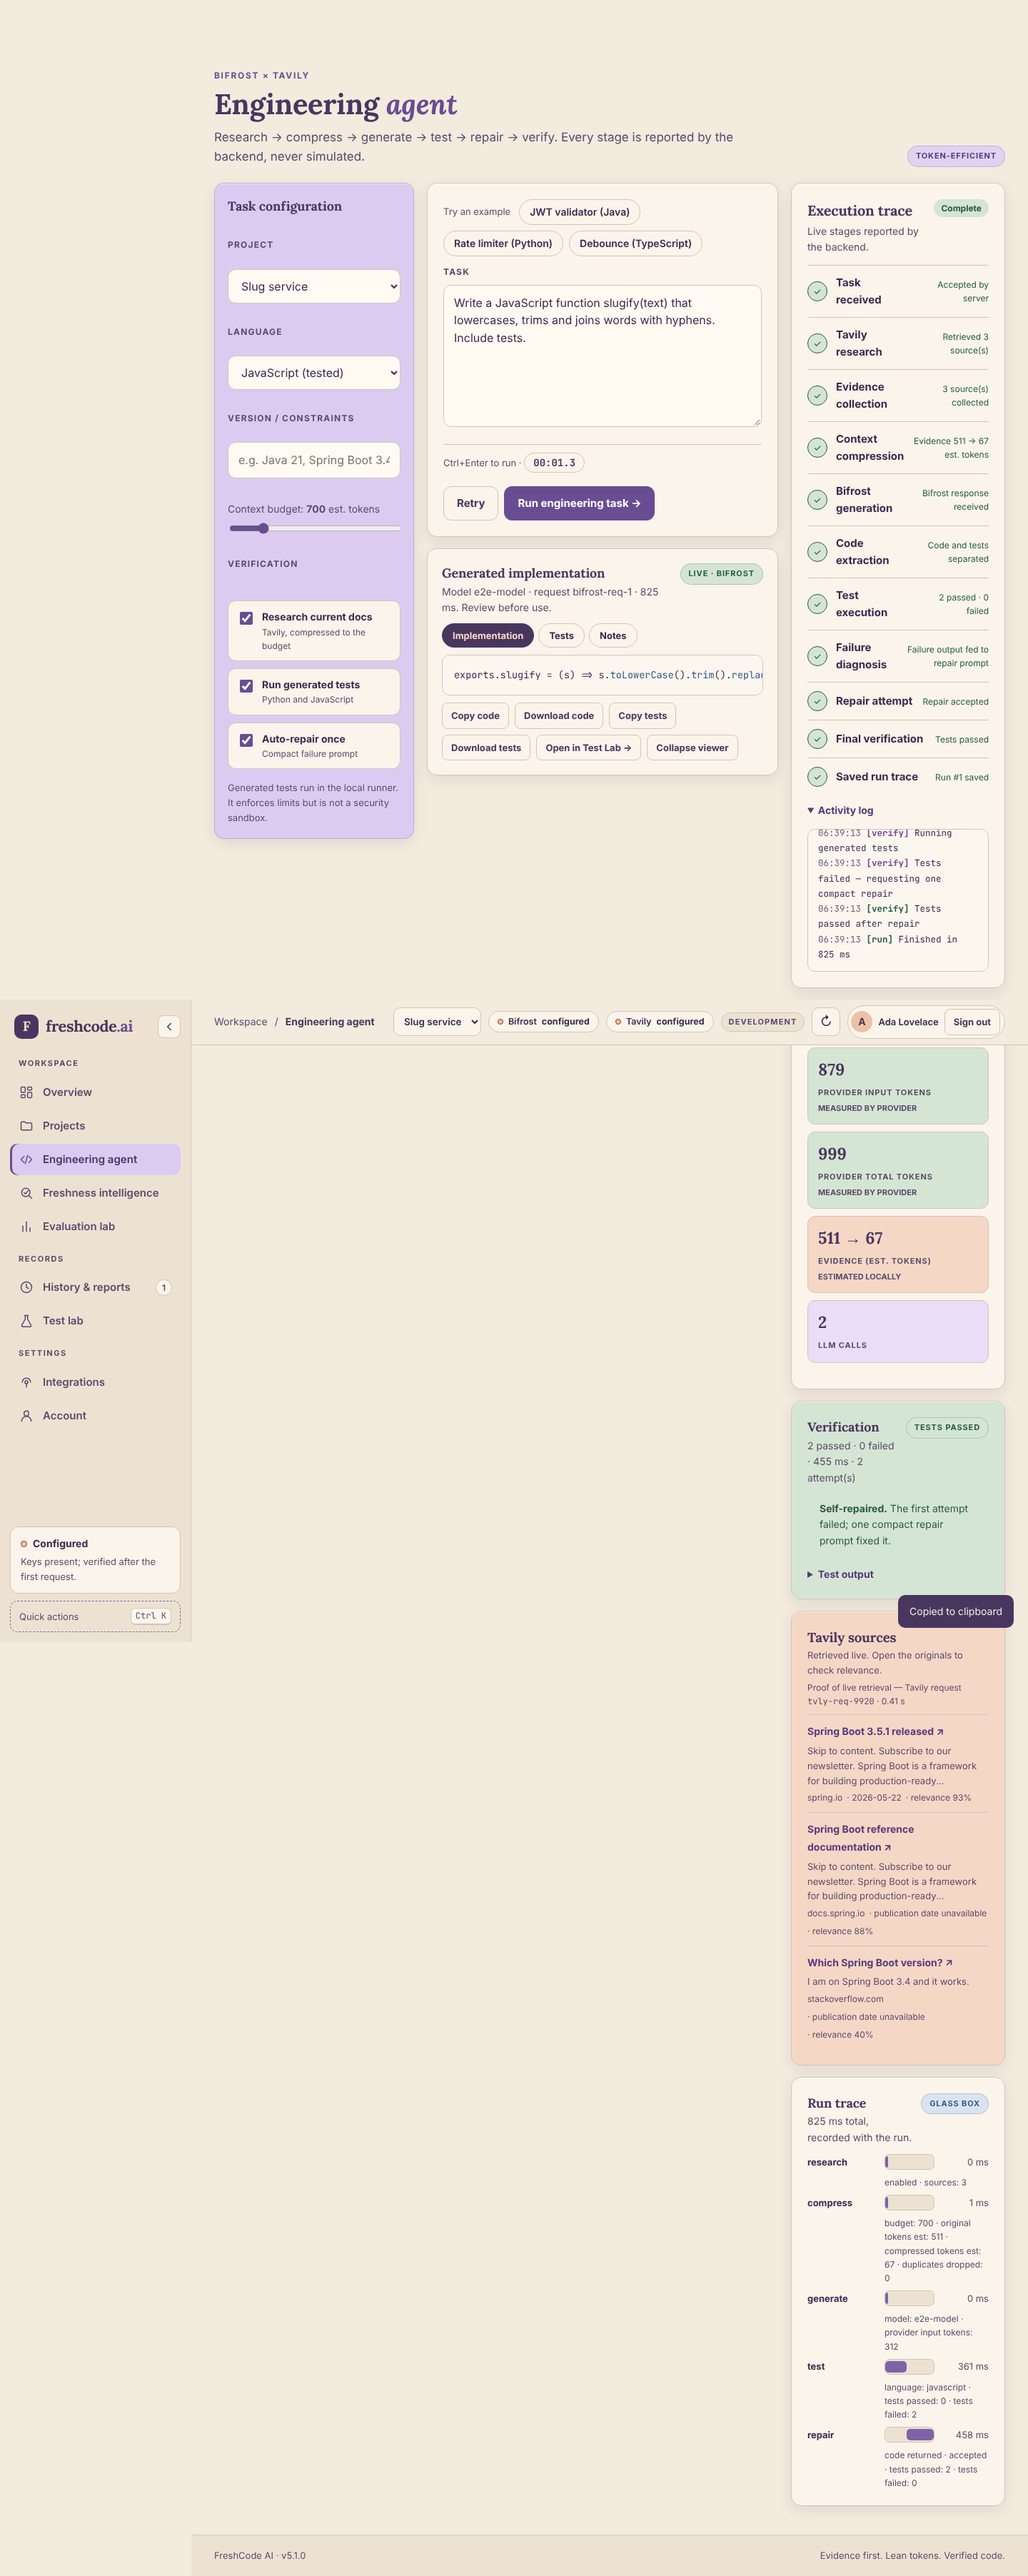 BIFROST × TAVILY
Engineering agent
Research → compress → generate → test → repair → verify. Every stage is reported by the
backend, never simulated.
TOKEN-EFFICIENT
Task configuration
PROJECT
Slug service
LANGUAGE
JavaScript (tested)
VERSION / CONSTRAINTS
e.g. Java 21, Spring Boot 3.4
Context budget: 700 est. tokens
VERIFICATION
Research current docs
Tavily, compressed to the
budget
Run generated tests
Python and JavaScript
Auto-repair once
Compact failure prompt
Generated tests run in the local runner.
It enforces limits but is not a security
sandbox.
Try an example
JWT validator (Java)
Rate limiter (Python)
Debounce (TypeScript)
TASK
Write a JavaScript function slugify(text) that
lowercases, trims and joins words with hyphens.
Include tests.
Ctrl+Enter to run · 00:01.3
Retry
Run engineering task →
Generated implementation
LIVE · BIFROST
Model e2e-model · request bifrost-req-1 · 825
ms. Review before use.
Implementation
Tests
Notes
exports.slugify = (s) => s.toLowerCase().trim().replac
Copy code
Download code
Copy tests
Download tests
Open in Test Lab →
Collapse viewer
Execution trace
Complete
Live stages reported by
the backend.
Task
received
Accepted by
server
Tavily
research
Retrieved 3
source(s)
Evidence
collection
3 source(s)
collected
Context
compression
Evidence 511 → 67
est. tokens
Bifrost
generation
Bifrost response
received
Code
extraction
Code and tests
separated
Test
execution
2 passed · 0
failed
Failure
diagnosis
Failure output fed to
repair prompt
Repair attempt
Repair accepted
Final verification
Tests passed
Saved run trace
Run #1 saved
Activity log
06:39:13 [verify] Running
generated tests
06:39:13 [verify] Tests
failed — requesting one
compact repair
06:39:13 [verify] Tests
passed after repair
06:39:13 [run] Finished in
825 ms
F freshcode.ai
WORKSPACE
Overview
Projects
Engineering agent
Freshness intelligence
Evaluation lab
RECORDS
History & reports 1
Test lab
SETTINGS
Integrations
Account
Configured
Keys present; verified after the
first request.
Quick actions Ctrl K
Workspace / Engineering agent
Slug service
Bifrost configured
Tavily configured
DEVELOPMENT
A Ada Lovelace
Sign out
879
PROVIDER INPUT TOKENS
MEASURED BY PROVIDER
999
PROVIDER TOTAL TOKENS
MEASURED BY PROVIDER
511 → 67
EVIDENCE (EST. TOKENS)
ESTIMATED LOCALLY
2
LLM CALLS
Verification
TESTS PASSED
2 passed · 0 failed
· 455 ms · 2
attempt(s)
Self-repaired. The first attempt
failed; one compact repair
prompt fixed it.
Test output
Copied to clipboard
Tavily sources
Retrieved live. Open the originals to
check relevance.
Proof of live retrieval — Tavily request
tvly-req-9920 · 0.41 s
Spring Boot 3.5.1 released ↗
Skip to content. Subscribe to our
newsletter. Spring Boot is a framework
for building production-ready...
spring.io · 2026-05-22 · relevance 93%
Spring Boot reference
documentation ↗
Skip to content. Subscribe to our
newsletter. Spring Boot is a framework
for building production-ready...
docs.spring.io · publication date unavailable
· relevance 88%
Which Spring Boot version? ↗
I am on Spring Boot 3.4 and it works.
stackoverflow.com
· publication date unavailable
· relevance 40%
Run trace
GLASS BOX
825 ms total,
recorded with the run.
research 0 ms
enabled · sources: 3
compress 1 ms
budget: 700 · original
tokens est: 511 ·
compressed tokens est:
67 · duplicates dropped:
0
generate 0 ms
model: e2e-model ·
provider input tokens:
312
test 361 ms
language: javascript ·
tests passed: 0 · tests
failed: 2
repair 458 ms
code returned · accepted
· tests passed: 2 · tests
failed: 0
FreshCode AI · v5.1.0
Evidence first. Lean tokens. Verified code.